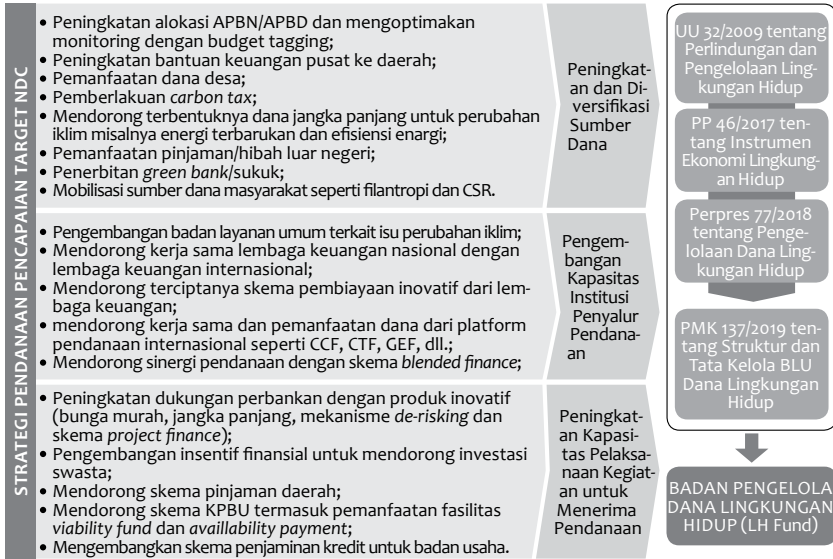 STRATEGI PENDANAAN PENCAPAIAN TARGET NDC
• Peningkatan alokasi APBN/APBD dan mengoptimakan
monitoring dengan budget tagging;
• Peningkatan bantuan keuangan pusat ke daerah;
• Pemanfaatan dana desa;
• Pemberlakuan carbon tax;
• Mendorong terbentuknya dana jangka panjang untuk perubahan
iklim misalnya energi terbarukan dan efisiensi enargi;
• Pemanfaatan pinjaman/hibah luar negeri;
• Penerbitan green bank/sukuk;
• Mobilisasi sumber dana masyarakat seperti filantropi dan CSR.
Peningkat-
an dan Di-
versifikasi
Sumber
Dana
• Pengembangan badan layanan umum terkait isu perubahan iklim;
• Mendorong kerja sama lembaga keuangan nasional dengan
lembaga keuangan internasional;
• Mendorong terciptanya skema pembiayaan inovatif dari lem-
baga keuangan;
• mendorong kerja sama dan pemanfaatan dana dari platform
pendanaan internasional seperti CCF, CTF, GEF, dll.;
• Mendorong sinergi pendanaan dengan skema blended finance;
Pengem-
bangan
Kapasitas
Institusi
Penyalur
Pendana-
an
• Peningkatan dukungan perbankan dengan produk inovatif
(bunga murah, jangka panjang, mekanisme de-risking dan
skema project finance);
• Pengembangan insentif finansial untuk mendorong investasi
swasta;
• Mendorong skema pinjaman daerah;
• Mendorong skema KPBU termasuk pemanfaatan fasilitas
viability fund dan availlability payment;
• Mengembangkan skema penjaminan kredit untuk badan usaha.
Peningkat-
an Kapasi-
tas Pelaksa-
naan Kegiat-
an untuk
Menerima
Pendanaan
UU 32/2009 tentang
Perlindungan dan
Pengelolaan Ling-
kungan Hidup
PP 46/2017 ten-
tang Instrumen
Ekonomi Lingkung-
an Hidup
Perpres 77/2018
tentang Penge-
lolaan Dana Ling-
kungan Hidup
PMK 137/2019 ten-
tang Struktur dan
Tata Kelola BLU
Dana Lingkungan
Hidup
BADAN PENGELOLA
DANA LINGKUNGAN
HIDUP (LH Fund)